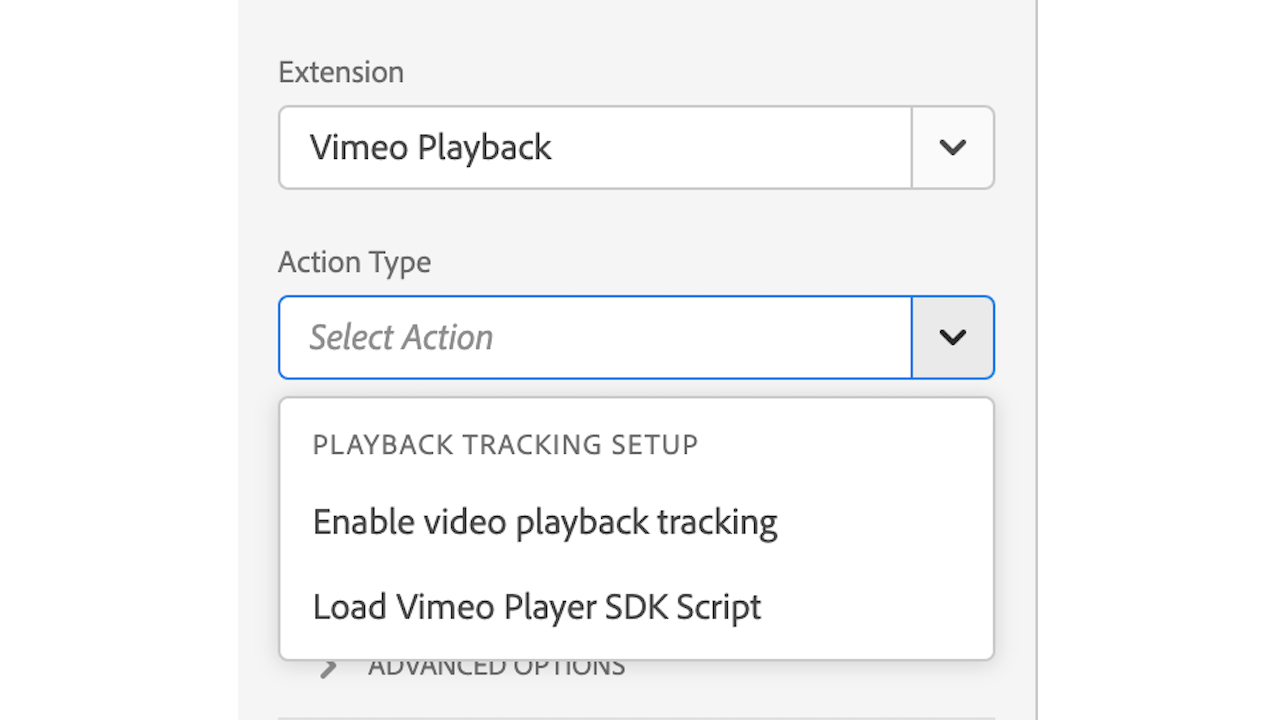 Extension
Vimeo Playback
Action Type
Select Action
PLAYBACK TRACKING SETUP
Enable video playback tracking
Load Vimeo Player SDK Script
ADVANCED OPTIONS